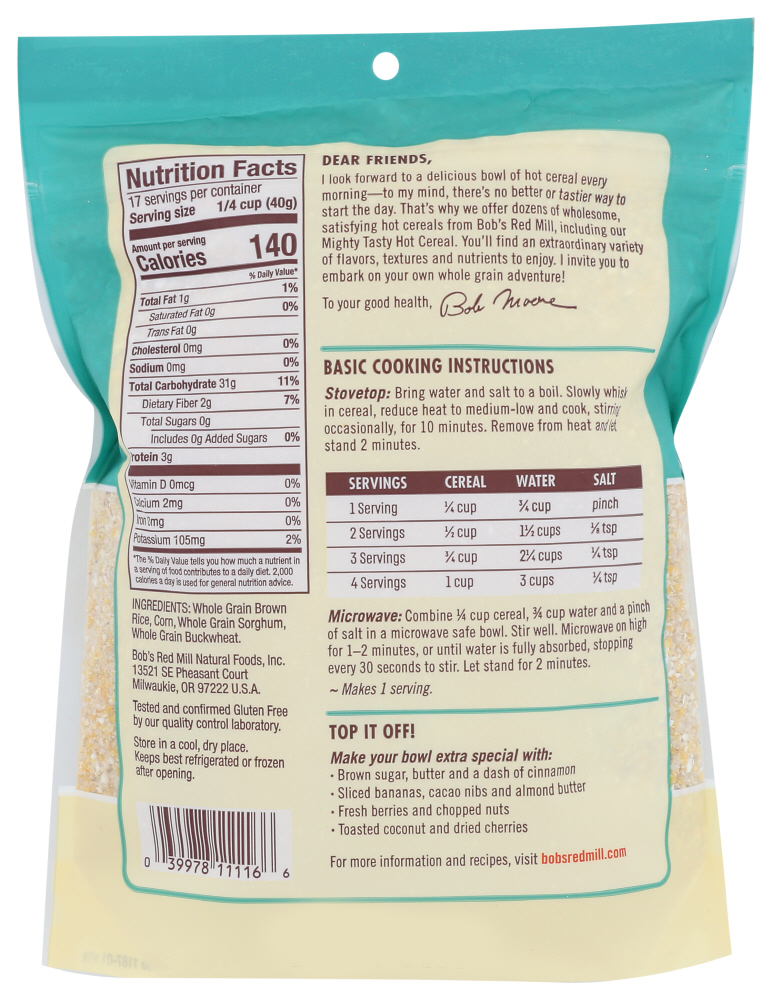 Nutrition Facts
17 servings per container
Serving size 1/4 cup (40g)
Amount per serving
Calories 140
% Daily Value*
Total Fat 1g 1%
Saturated Fat 0g 0%
Trans Fat 0g
Cholesterol 0mg 0%
Sodium 0mg 0%
Total Carbohydrate 31g 11%
Dietary Fiber 2g 7%
Total Sugars 0g
Includes 0g Added Sugars 0%
rotein 3g
itamin D 0mcg 0%
alcium 2mg 0%
Iron 1mg 0%
Potassium 105mg 2%
*The % Daily Value tells you how much a nutrient in
a serving of food contributes to a daily diet. 2,000
calories a day is used for general nutrition advice.
INGREDIENTS: Whole Grain Brown
Rice, Corn, Whole Grain Sorghum,
Whole Grain Buckwheat.
Bob's Red Mill Natural Foods, Inc.
13521 SE Pheasant Court
Milwaukie, OR 97222 U.S.A.
Tested and confirmed Gluten Free
by our quality control laboratory.
Store in a cool, dry place.
Keeps best refrigerated or frozen
after opening.
0 39978 11116 6
DEAR FRIENDS,
I look forward to a delicious bowl of hot cereal every
morning—to my mind, there's no better or tastier way to
start the day. That's why we offer dozens of wholesome,
satisfying hot cereals from Bob's Red Mill, including our
Mighty Tasty Hot Cereal. You'll find an extraordinary variety
of flavors, textures and nutrients to enjoy. I invite you to
embark on your own whole grain adventure!
To your good health, Bob Moore
BASIC COOKING INSTRUCTIONS
Stovetop: Bring water and salt to a boil. Slowly whisk
in cereal, reduce heat to medium-low and cook, stirring
occasionally, for 10 minutes. Remove from heat and let
stand 2 minutes.
SERVINGS CEREAL WATER SALT
1 Serving ¼ cup ¾ cup pinch
2 Servings ½ cup 1½ cups ⅛ tsp
3 Servings ¾ cup 2¼ cups ¼ tsp
4 Servings 1 cup 3 cups ¼ tsp
Microwave: Combine ¼ cup cereal, ¾ cup water and a pinch
of salt in a microwave safe bowl. Stir well. Microwave on high
for 1–2 minutes, or until water is fully absorbed, stopping
every 30 seconds to stir. Let stand for 2 minutes.
~ Makes 1 serving.
TOP IT OFF!
Make your bowl extra special with:
• Brown sugar, butter and a dash of cinnamon
• Sliced bananas, cacao nibs and almond butter
• Fresh berries and chopped nuts
• Toasted coconut and dried cherries
For more information and recipes, visit bobsredmill.com